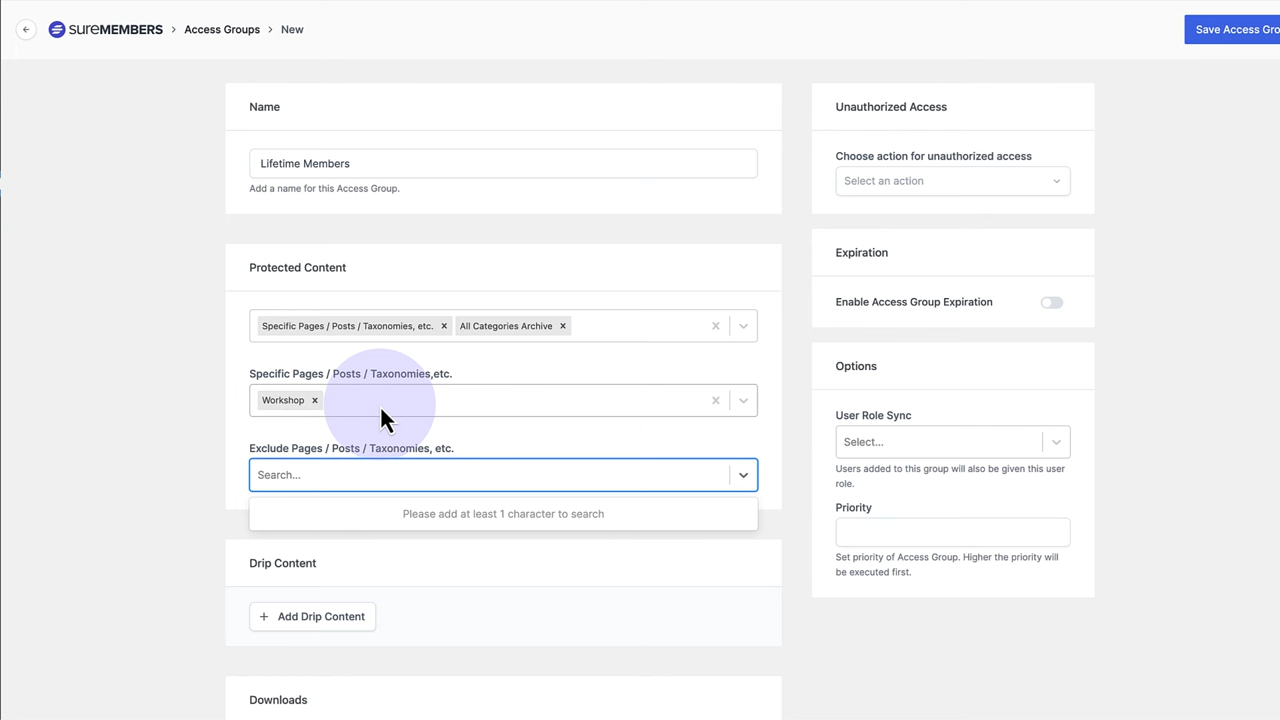 sureMEMBERS > Access Groups > New
Save Access Gro
Name
Lifetime Members
Add a name for this Access Group.
Protected Content
Specific Pages / Posts / Taxonomies, etc. All Categories Archive
Specific Pages / Posts / Taxonomies,etc.
Workshop
Exclude Pages / Posts / Taxonomies, etc.
Search...
Please add at least 1 character to search
Drip Content
+ Add Drip Content
Downloads
Unauthorized Access
Choose action for unauthorized access
Select an action
Expiration
Enable Access Group Expiration
Options
User Role Sync
Select...
Users added to this group will also be given this user
role.
Priority
Set priority of Access Group. Higher the priority will
be executed first.